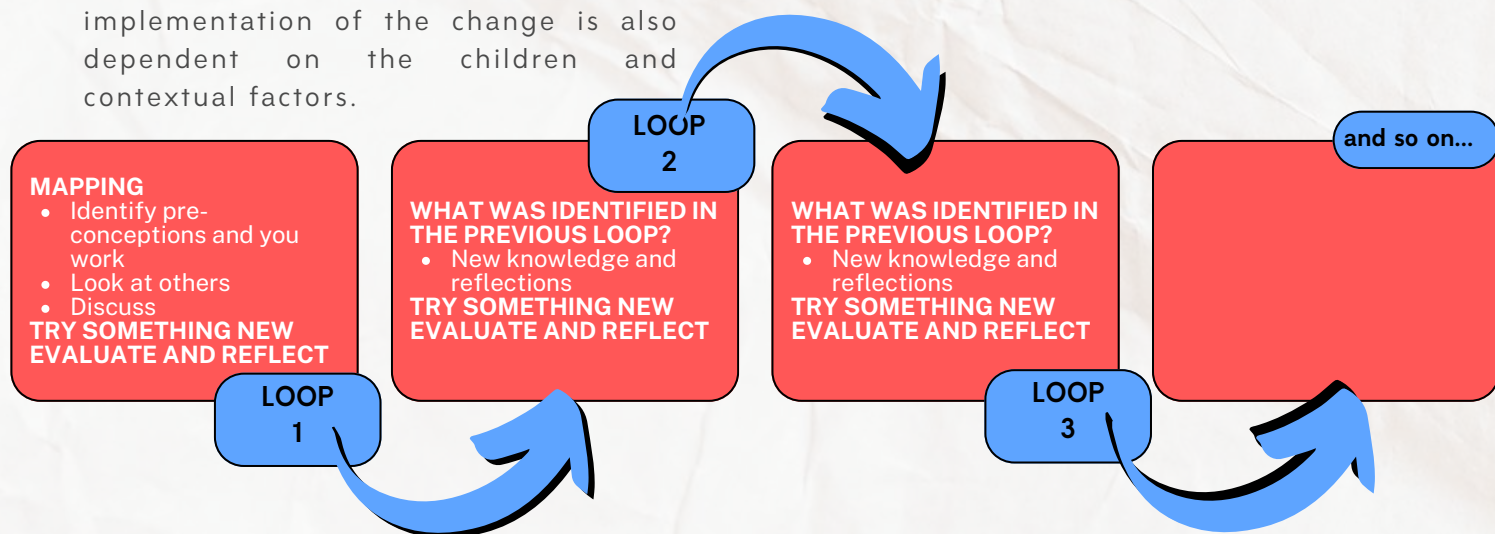 implementation of the change is also
dependent on the children and
contextual factors.
MAPPING
• Identify pre-
conceptions and you
work
• Look at others
• Discuss
TRY SOMETHING NEW
EVALUATE AND REFLECT
LOOP
1
LOOP
2
WHAT WAS IDENTIFIED IN
THE PREVIOUS LOOP?
• New knowledge and
reflections
TRY SOMETHING NEW
EVALUATE AND REFLECT
WHAT WAS IDENTIFIED IN
THE PREVIOUS LOOP?
• New knowledge and
reflections
TRY SOMETHING NEW
EVALUATE AND REFLECT
LOOP
3
and so on...